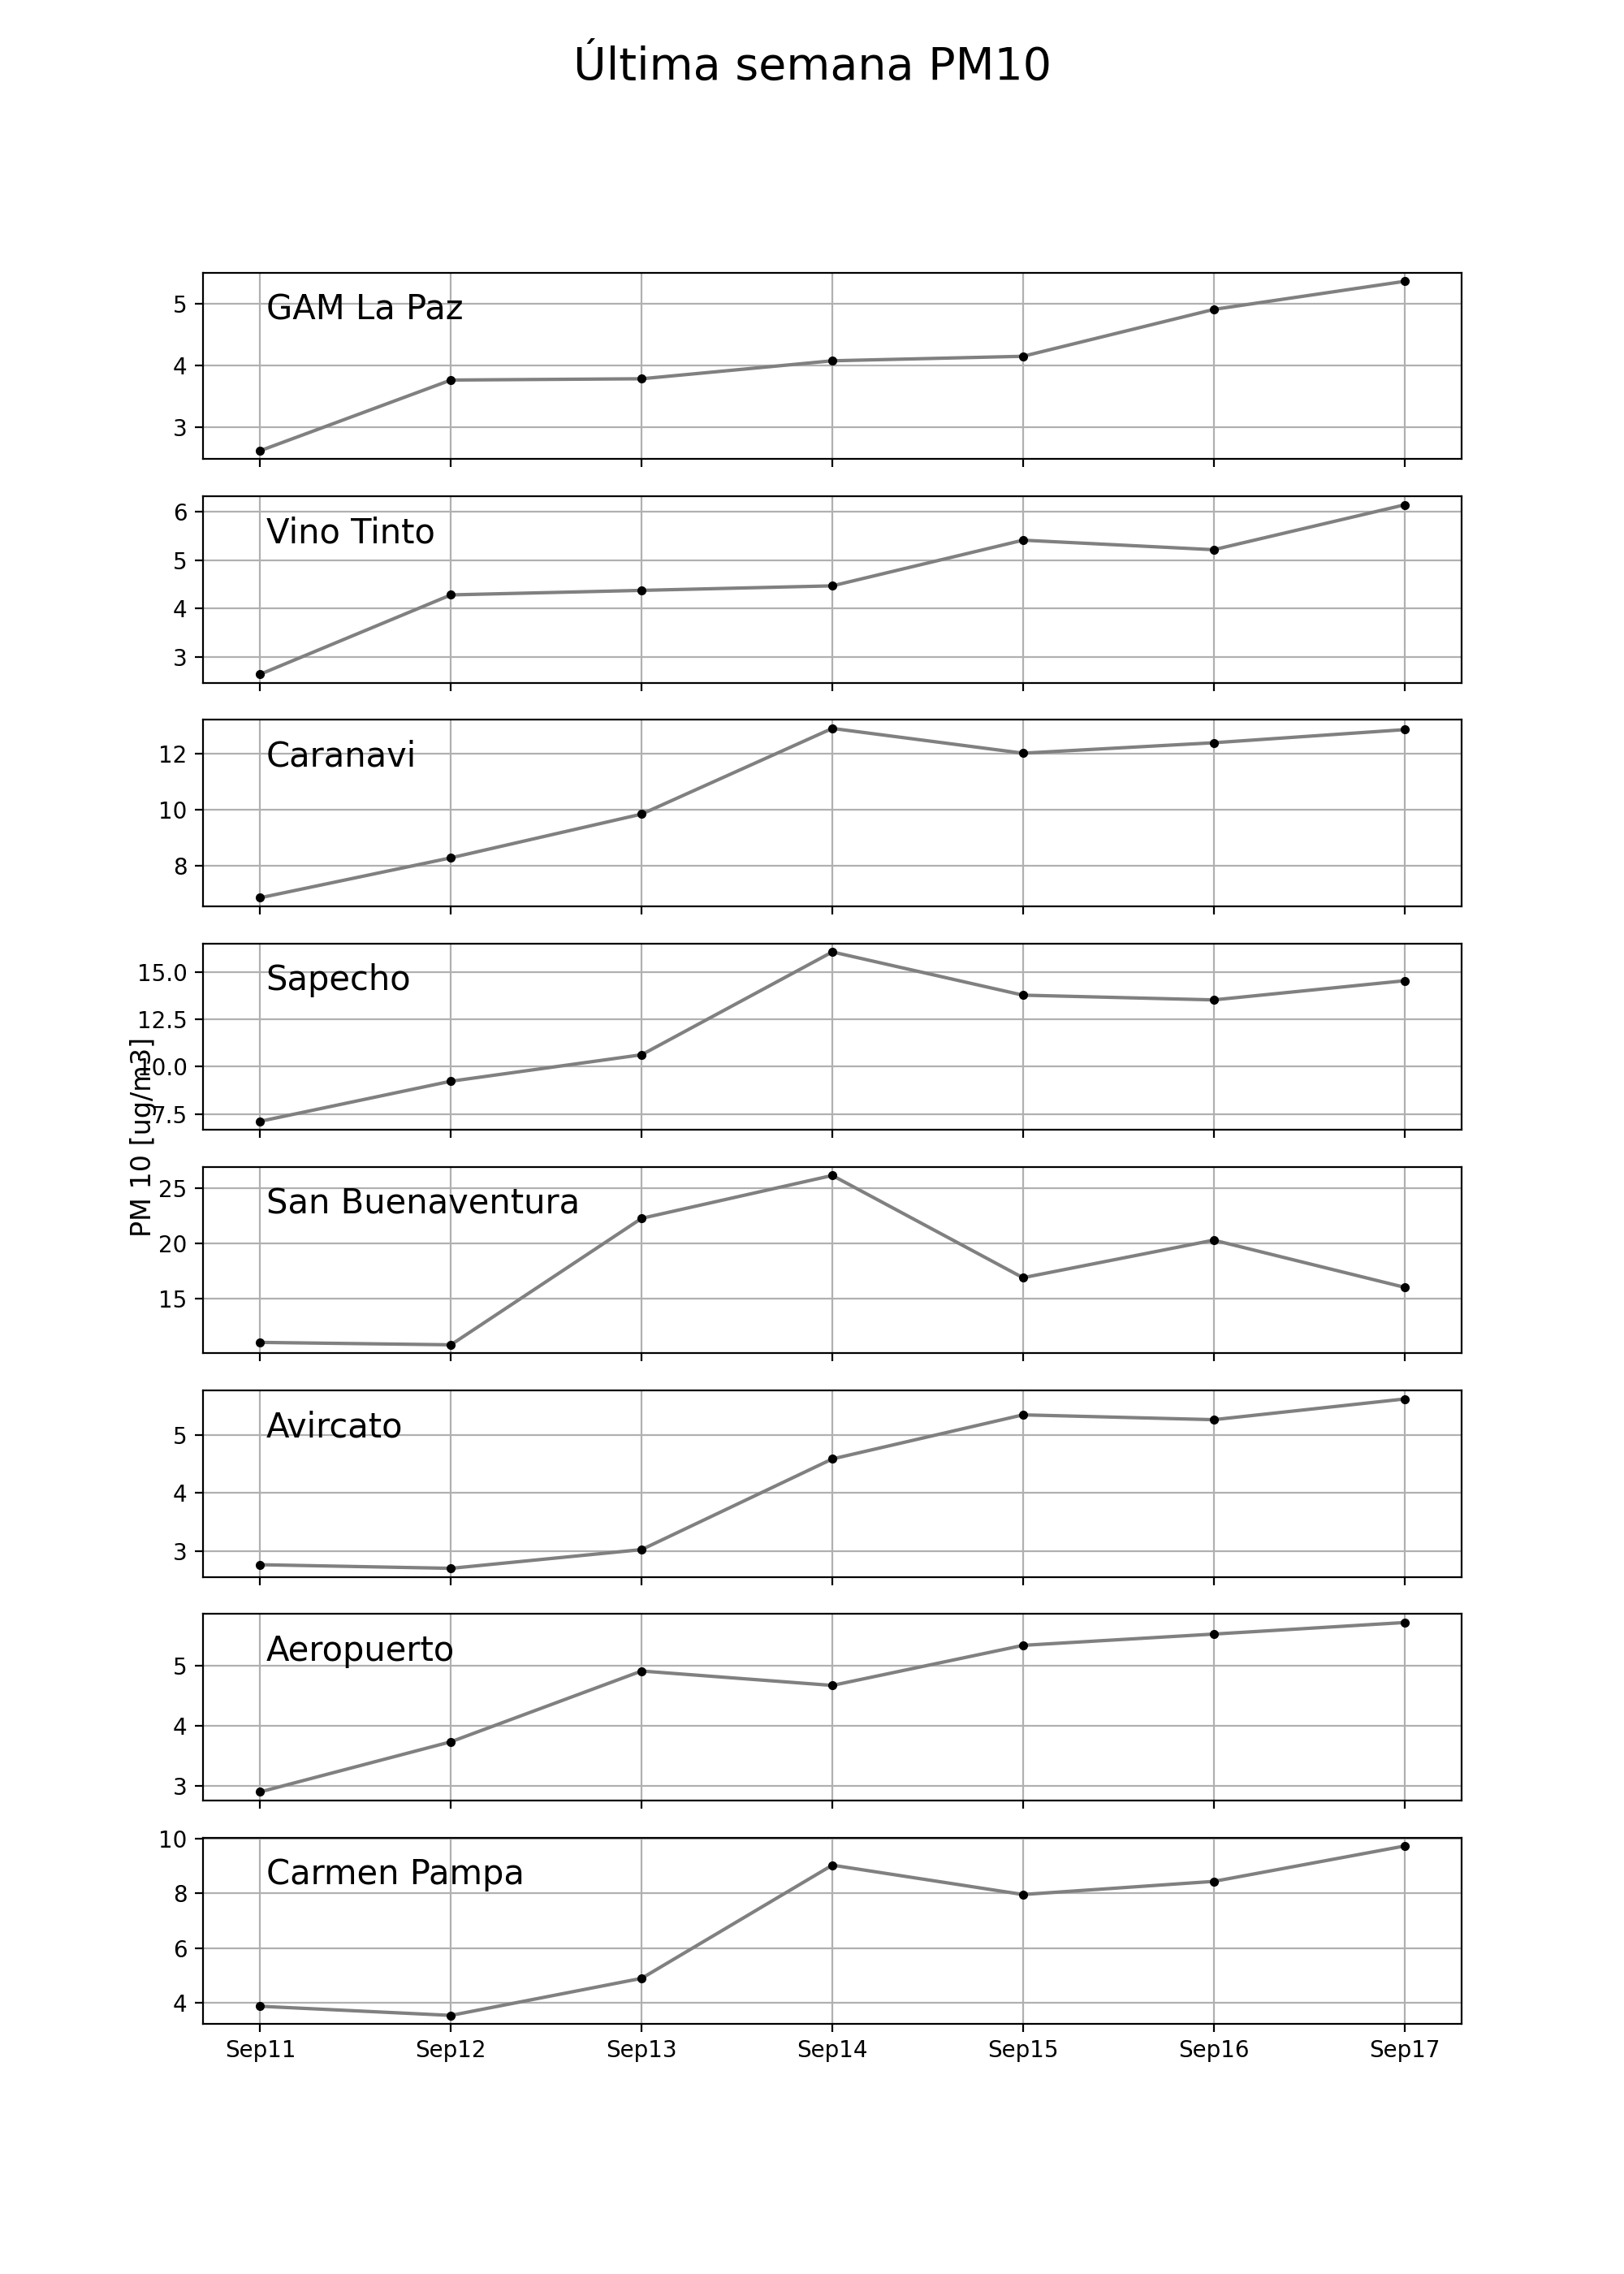 Última semana PM10
GAM La Paz
5
4
3
Vino Tinto
6
5
4
3
Caranavi
12
10
8
Sapecho
15.0
12.5
10.0
7.5
PM 10 [ug/m3]
San Buenaventura
25
20
15
Avircato
5
4
3
Aeropuerto
5
4
3
Carmen Pampa
10
8
6
4
Sep11 Sep12 Sep13 Sep14 Sep15 Sep16 Sep17